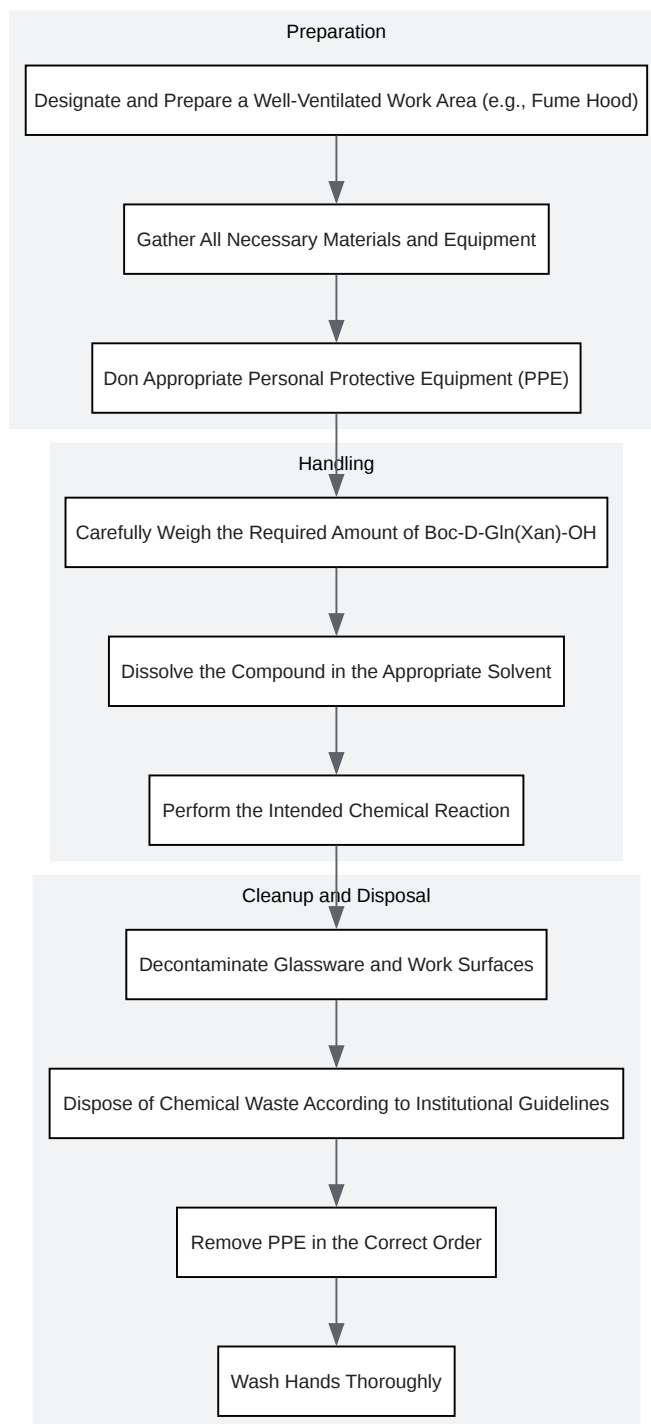 Preparation
Designate and Prepare a Well-Ventilated Work Area (e.g., Fume Hood)
Gather All Necessary Materials and Equipment
Don Appropriate Personal Protective Equipment (PPE)
Handling
Carefully Weigh the Required Amount of Boc-D-Gln(Xan)-OH
Dissolve the Compound in the Appropriate Solvent
Perform the Intended Chemical Reaction
Cleanup and Disposal
Decontaminate Glassware and Work Surfaces
Dispose of Chemical Waste According to Institutional Guidelines
Remove PPE in the Correct Order
Wash Hands Thoroughly